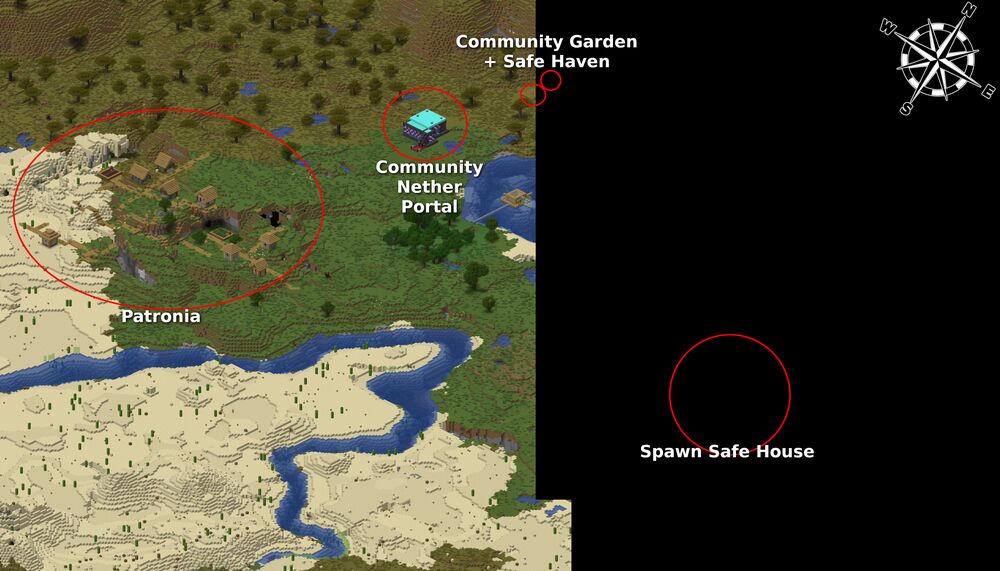 N
W
E
S
Community Garden
+ Safe Haven
Community
Nether
Portal
Patronia
Spawn Safe House